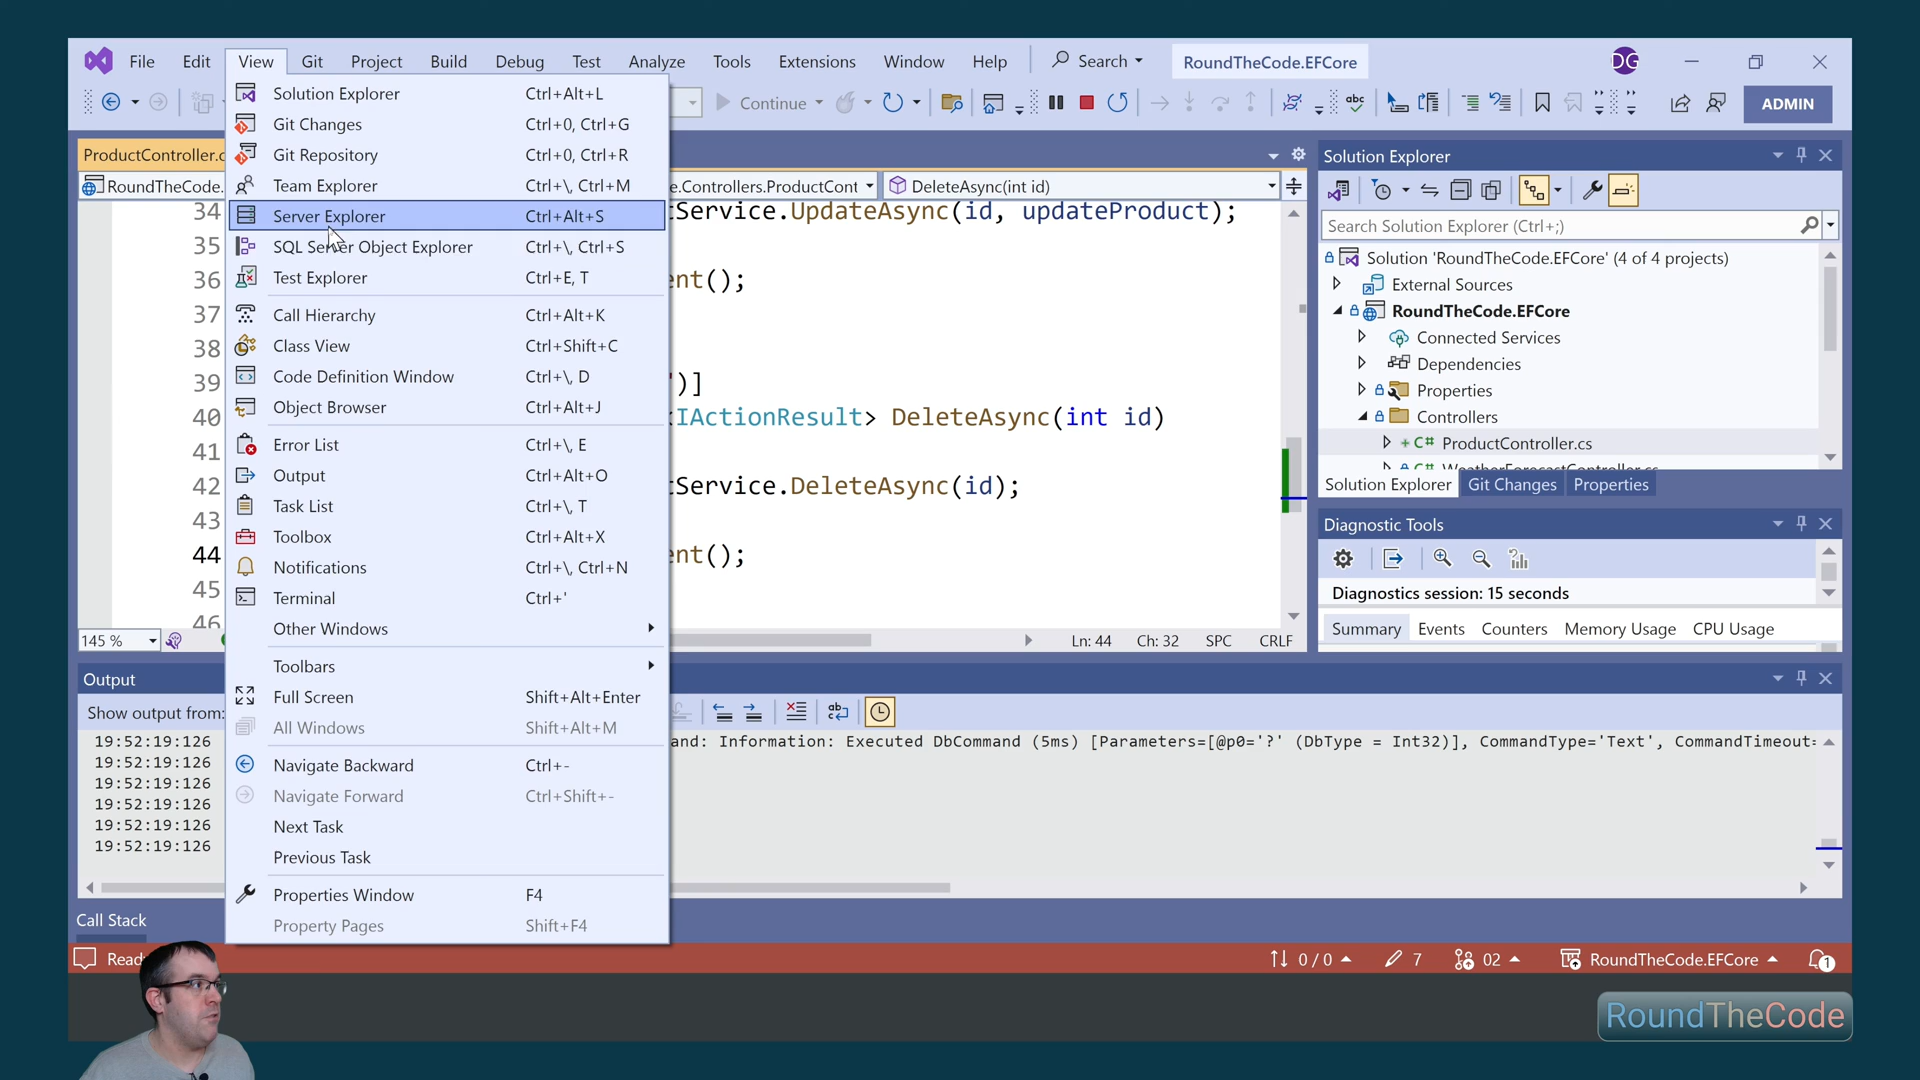 File Edit View Git Project Build Debug Test Analyze Tools Extensions Window Help Search RoundTheCode.EFCore DG
Continue ADMIN
Solution Explorer Ctrl+Alt+L
Git Changes Ctrl+0, Ctrl+G
Git Repository Ctrl+0, Ctrl+R
Team Explorer Ctrl+\, Ctrl+M
Server Explorer Ctrl+Alt+S
SQL Server Object Explorer Ctrl+\, Ctrl+S
Test Explorer Ctrl+E, T
Call Hierarchy Ctrl+Alt+K
Class View Ctrl+Shift+C
Code Definition Window Ctrl+\, D
Object Browser Ctrl+Alt+J
Error List Ctrl+\, E
Output Ctrl+Alt+O
Task List Ctrl+\, T
Toolbox Ctrl+Alt+X
Notifications Ctrl+\, Ctrl+N
Terminal Ctrl+'
Other Windows
Toolbars
Full Screen Shift+Alt+Enter
All Windows Shift+Alt+M
Navigate Backward Ctrl+-
Navigate Forward Ctrl+Shift+-
Next Task
Previous Task
Properties Window F4
Property Pages Shift+F4
ProductController.c
RoundTheCode. e.Controllers.ProductCont DeleteAsync(int id)
34 tService.UpdateAsync(id, updateProduct);
35
36 ent();
37
38
39 ")]
40 <IActionResult> DeleteAsync(int id)
41
42 tService.DeleteAsync(id);
43
44 ent();
45
46
145 % Ln: 44 Ch: 32 SPC CRLF
Solution Explorer
Search Solution Explorer (Ctrl+;)
Solution 'RoundTheCode.EFCore' (4 of 4 projects)
External Sources
RoundTheCode.EFCore
Connected Services
Dependencies
Properties
Controllers
C# ProductController.cs
C# WeatherForecastController.cs
Solution Explorer Git Changes Properties
Diagnostic Tools
Diagnostics session: 15 seconds
Summary Events Counters Memory Usage CPU Usage
Output
Show output from:
19:52:19:126 and: Information: Executed DbCommand (5ms) [Parameters=[@p0='?' (DbType = Int32)], CommandType='Text', CommandTimeout=
19:52:19:126
19:52:19:126
19:52:19:126
19:52:19:126
19:52:19:126
Call Stack
Read 0 / 0 7 02 RoundTheCode.EFCore 1
RoundTheCode